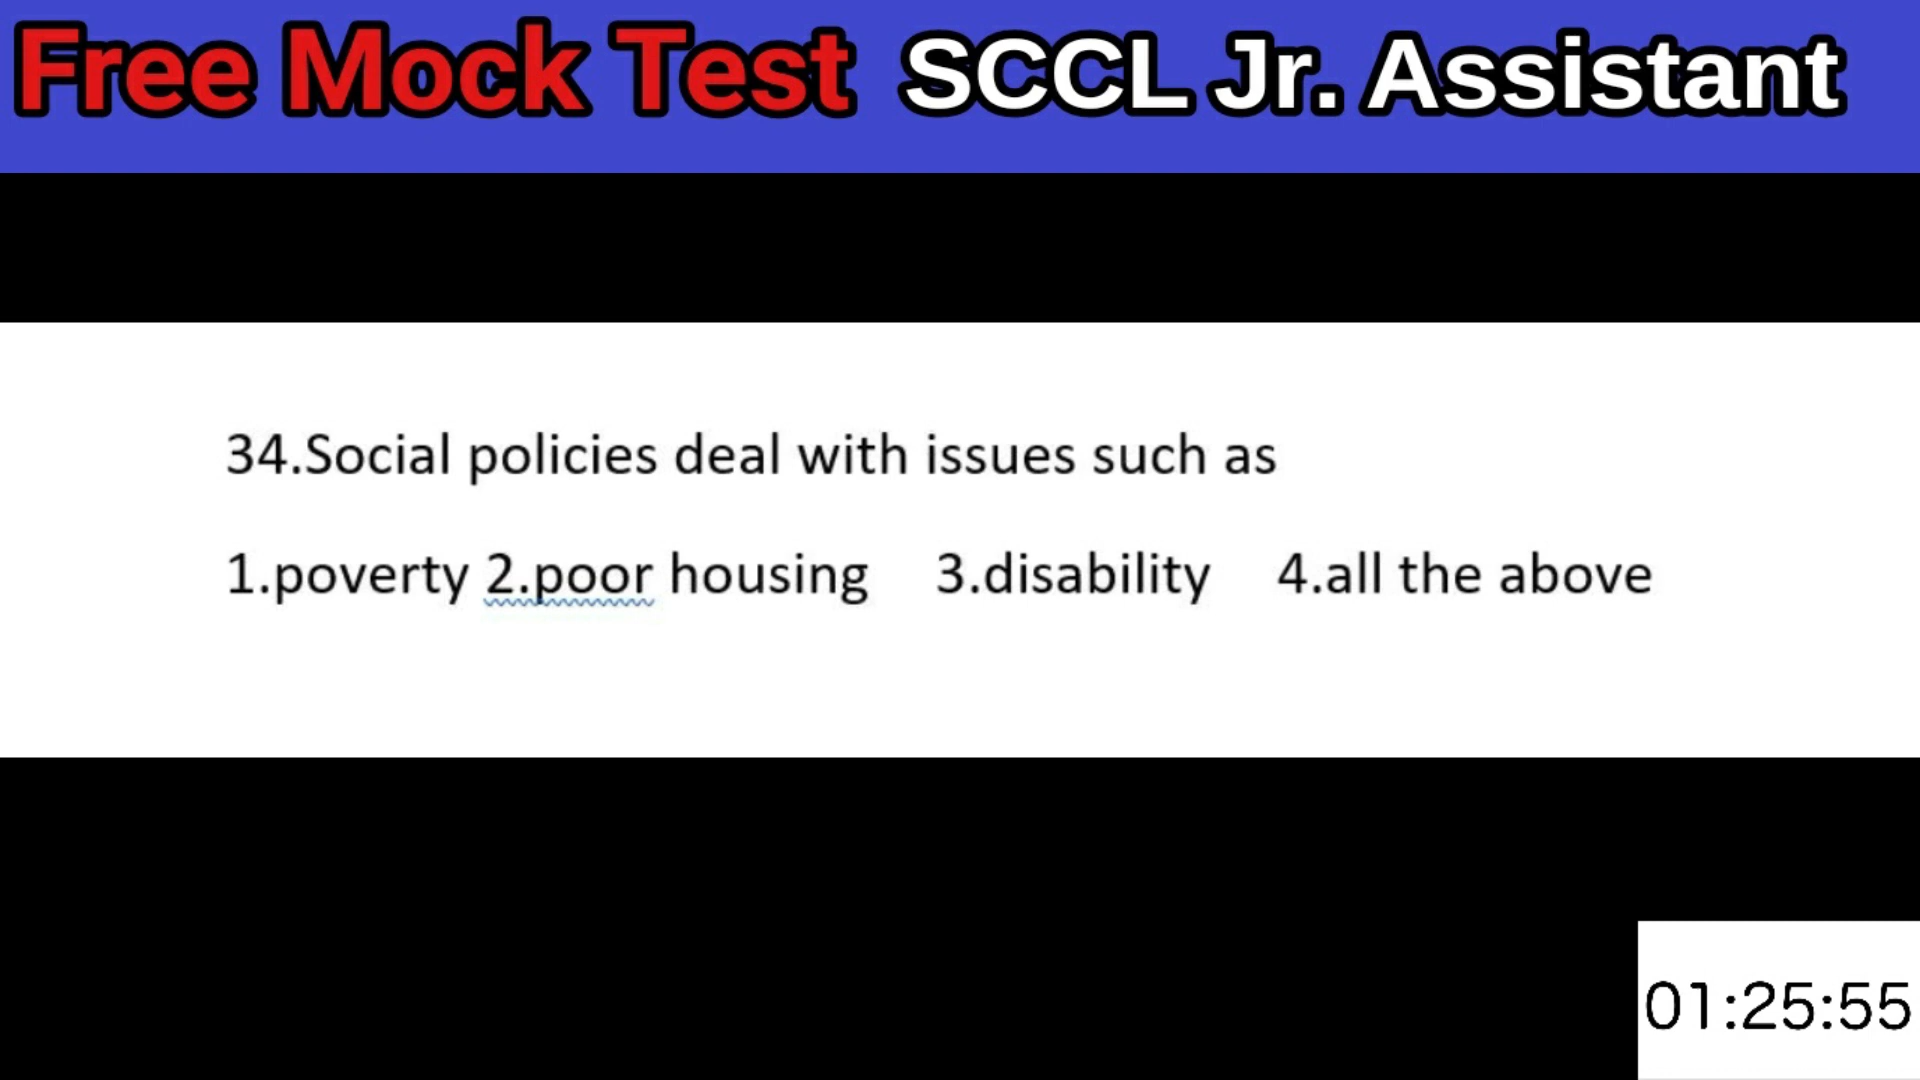 Free Mock Test SCCL Jr. Assistant
34.Social policies deal with issues such as
1.poverty 2.poor housing 3.disability 4.all the above
01:25:55